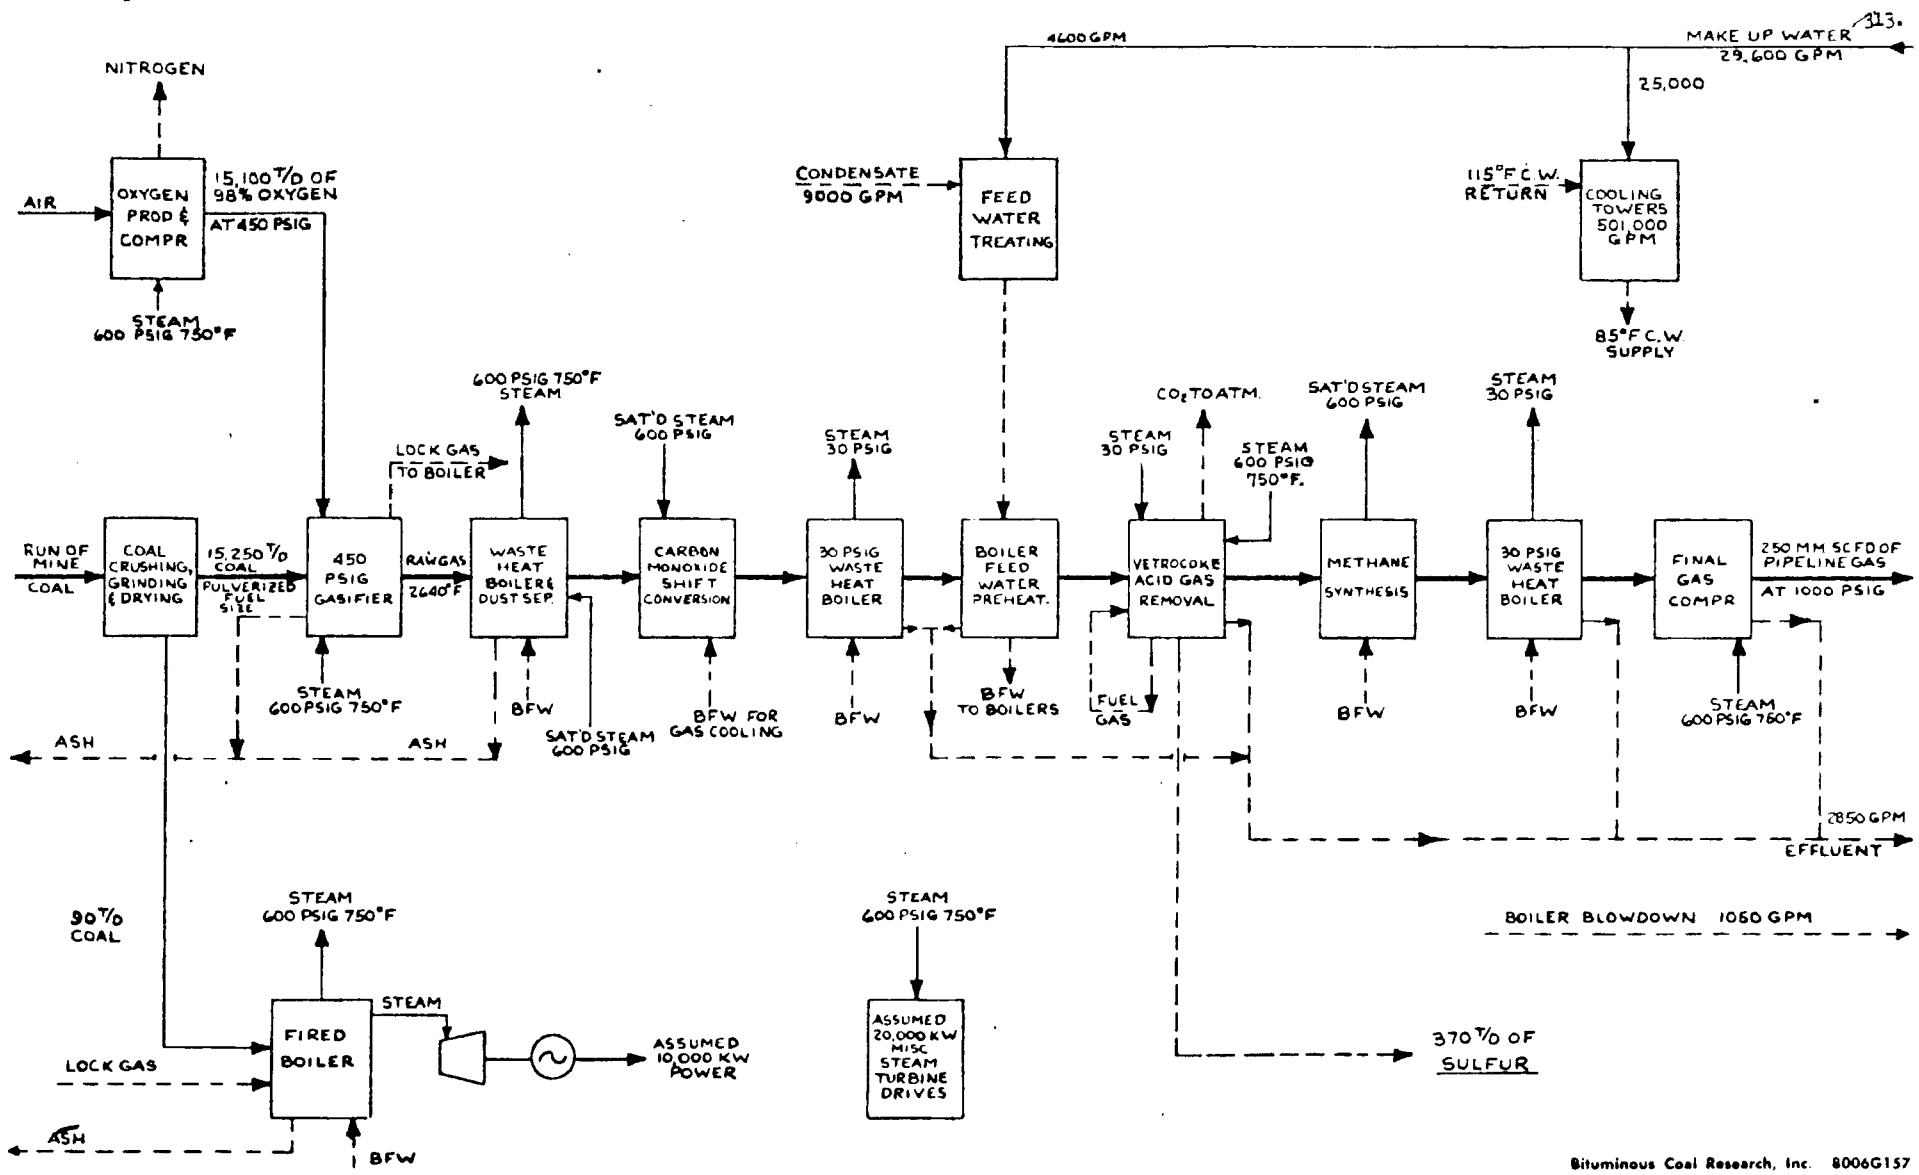 313.
4600 GPM
MAKE UP WATER
29,600 GPM
25,000
NITROGEN
AIR
OXYGEN
PROD &
COMPR
15,100 T/D OF
98% OXYGEN
AT 450 PSIG
STEAM
600 PSIG 750°F
CONDENSATE
9000 GPM
FEED
WATER
TREATING
115°F C.W.
RETURN
COOLING
TOWERS
501,000
GPM
85°F C.W.
SUPPLY
LOCK GAS
TO BOILER
600 PSIG 750°F
STEAM
SAT'D STEAM
600 PSIG
STEAM
30 PSIG
STEAM
30 PSIG
CO2 TO ATM.
STEAM
600 PSIG
750°F.
SAT'D STEAM
600 PSIG
STEAM
30 PSIG
RUN OF
MINE
COAL
COAL
CRUSHING,
GRINDING
& DRYING
15,250 T/D
COAL
PULVERIZED
FUEL
SIZE
450
PSIG
GASIFIER
RAW GAS
2640°F
WASTE
HEAT
BOILER &
DUST SEP.
CARBON
MONOXIDE
SHIFT
CONVERSION
30 PSIG
WASTE
HEAT
BOILER
BOILER
FEED
WATER
PREHEAT.
VETROCOKE
ACID GAS
REMOVAL
METHANE
SYNTHESIS
30 PSIG
WASTE
HEAT
BOILER
FINAL
GAS
COMPR
250 MM SCFD OF
PIPELINE GAS
AT 1000 PSIG
STEAM
600 PSIG 750°F
BFW
SAT'D STEAM
600 PSIG
BFW FOR
GAS COOLING
BFW
BFW
TO BOILERS
FUEL
GAS
BFW
BFW
STEAM
600 PSIG 750°F
ASH
ASH
2850 GPM
EFFLUENT
BOILER BLOWDOWN 1060 GPM
90 T/D
COAL
STEAM
600 PSIG 750°F
FIRED
BOILER
STEAM
LOCK GAS
ASH
BFW
ASSUMED
10,000 KW
POWER
STEAM
600 PSIG 750°F
ASSUMED
20,000 KW
MISC
STEAM
TURBINE
DRIVES
370 T/D OF
SULFUR
Bituminous Coal Research, Inc. 8006G157